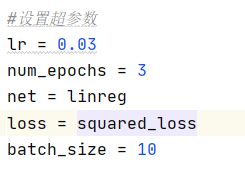 #设置超参数
lr = 0.03
num_epochs = 3
net = linreg
loss = squared_loss
batch_size = 10